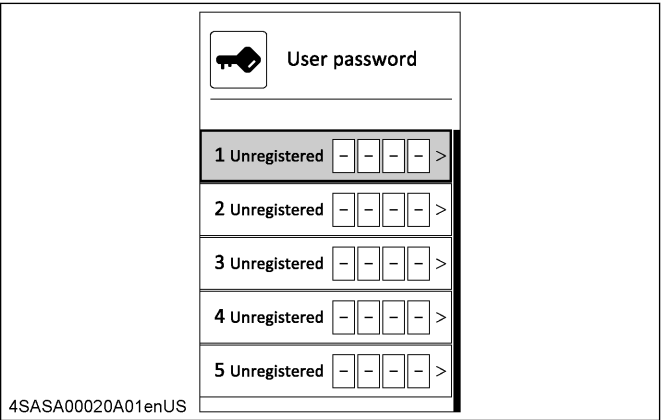 User password
1 Unregistered - - - - >
2 Unregistered - - - - >
3 Unregistered - - - - >
4 Unregistered - - - - >
5 Unregistered - - - - >
4SASA00020A01enUS